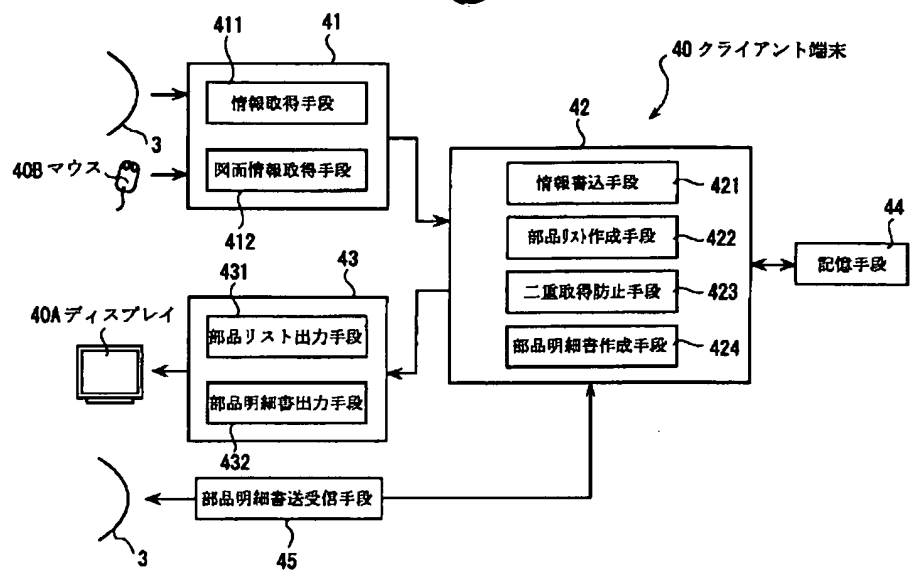 411
41
40 クライアント端末
情報取得手段
3
42
40B マウス
図面情報取得手段
情報書込手段
421
412
部品リスト作成手段
422
44
記憶手段
431
43
二重取得防止手段
423
40A ディスプレイ
部品リスト出力手段
部品明細書作成手段
424
部品明細書出力手段
432
部品明細書送受信手段
3
45